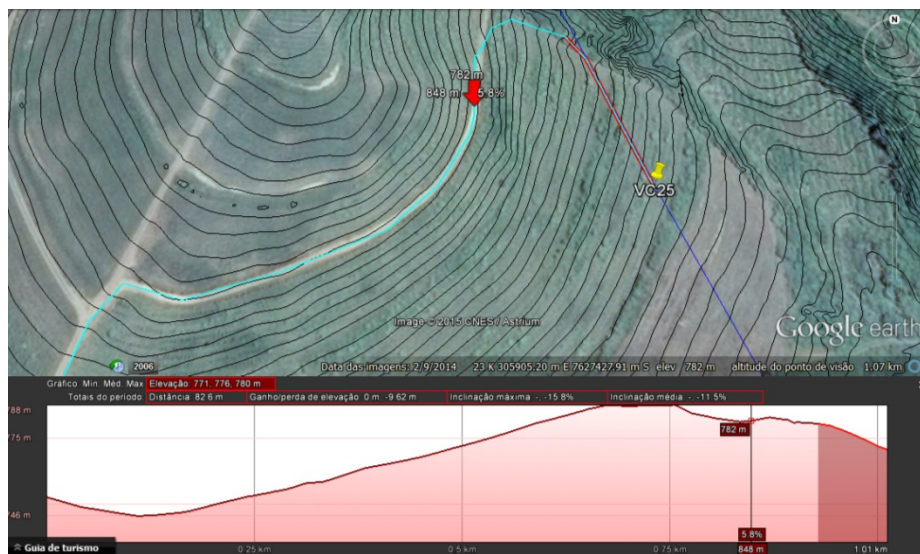 782 m
848 m 5.8%
N
VC25
Image © 2015 CNES / Astrium
Google earth
2006
Data das imagens: 2/9/2014 23 K 305905.20 m E 7627427.91 m S elev 782 m altitude do ponto de visão 1.07 km
Gráfico Min. Méd. Max Elevação: 771, 776, 780 m
Totais do período: Distância: 82.6 m Ganho/perda de elevação: 0 m, -9.62 m Inclinação máxima: -, -15.8% Inclinação média: -, -11.5%
788 m
775 m
746 m
782 m
5.8%
0.25 km 0.5 km 0.75 km 848 m 1.01 km
Guia de turismo